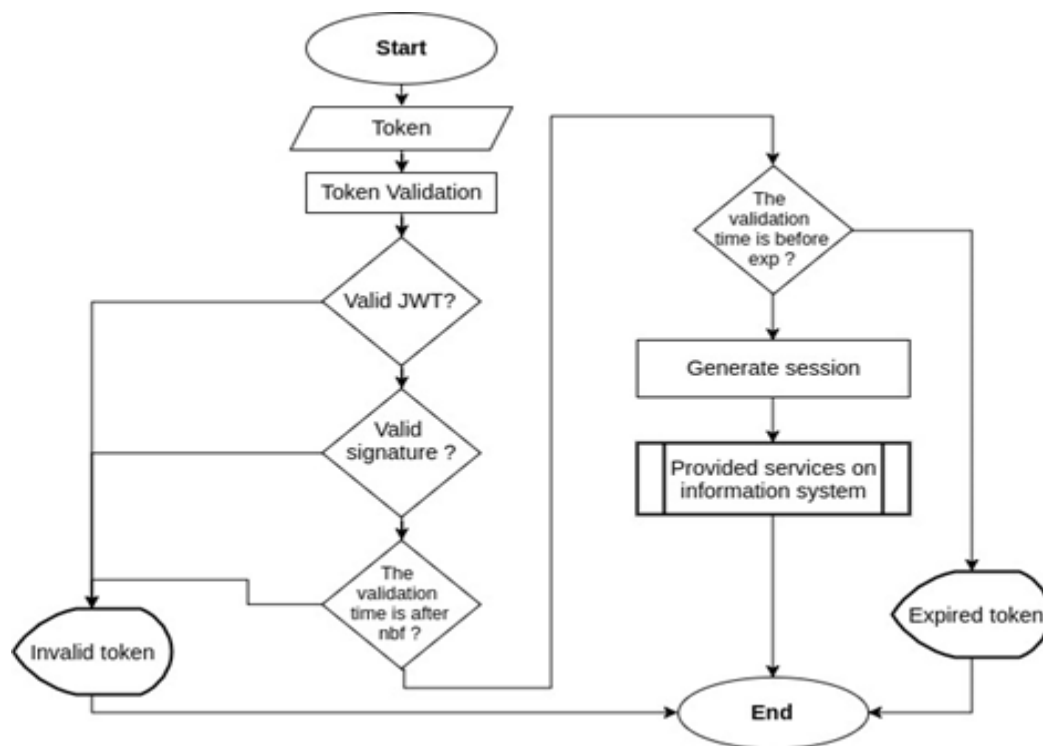 Start
Token
Token Validation
Valid JWT?
Valid
signature ?
The
validation
time is after
nbf ?
Invalid token
The
validation
time is before
exp ?
Generate session
Provided services on
information system
Expired token
End